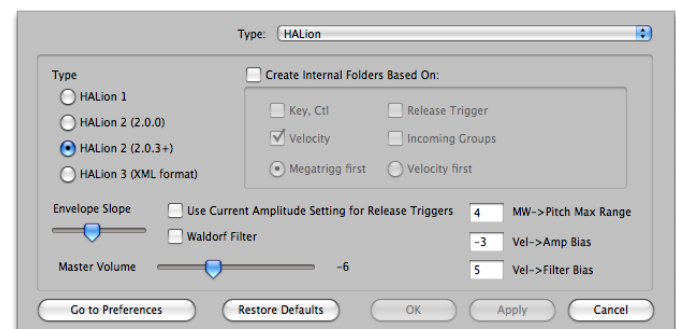 Type: HALion
Type
Create Internal Folders Based On:
HALion 1
Key, Ctl
Release Trigger
HALion 2 (2.0.0)
Velocity
Incoming Groups
HALion 2 (2.0.3+)
Megatrigg first
Velocity first
HALion 3 (XML format)
Envelope Slope
Use Current Amplitude Setting for Release Triggers
4 MW->Pitch Max Range
Waldorf Filter
-3 Vel->Amp Bias
Master Volume
-6
5 Vel->Filter Bias
Go to Preferences
Restore Defaults
OK
Apply
Cancel